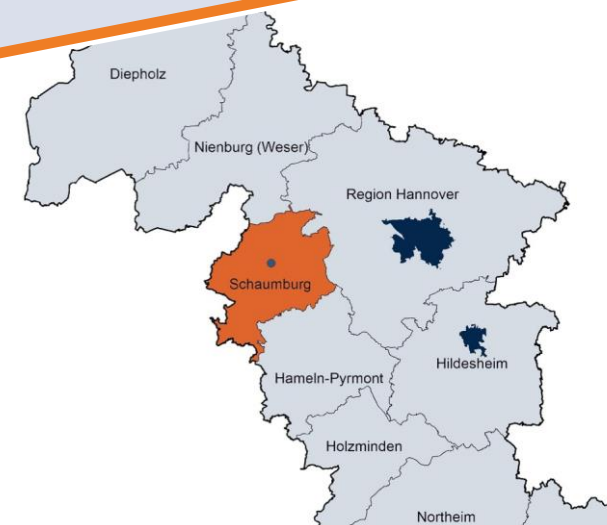 Diepholz
Nienburg (Weser)
Region Hannover
Schaumburg
Hildesheim
Hameln-Pyrmont
Holzminden
Northeim